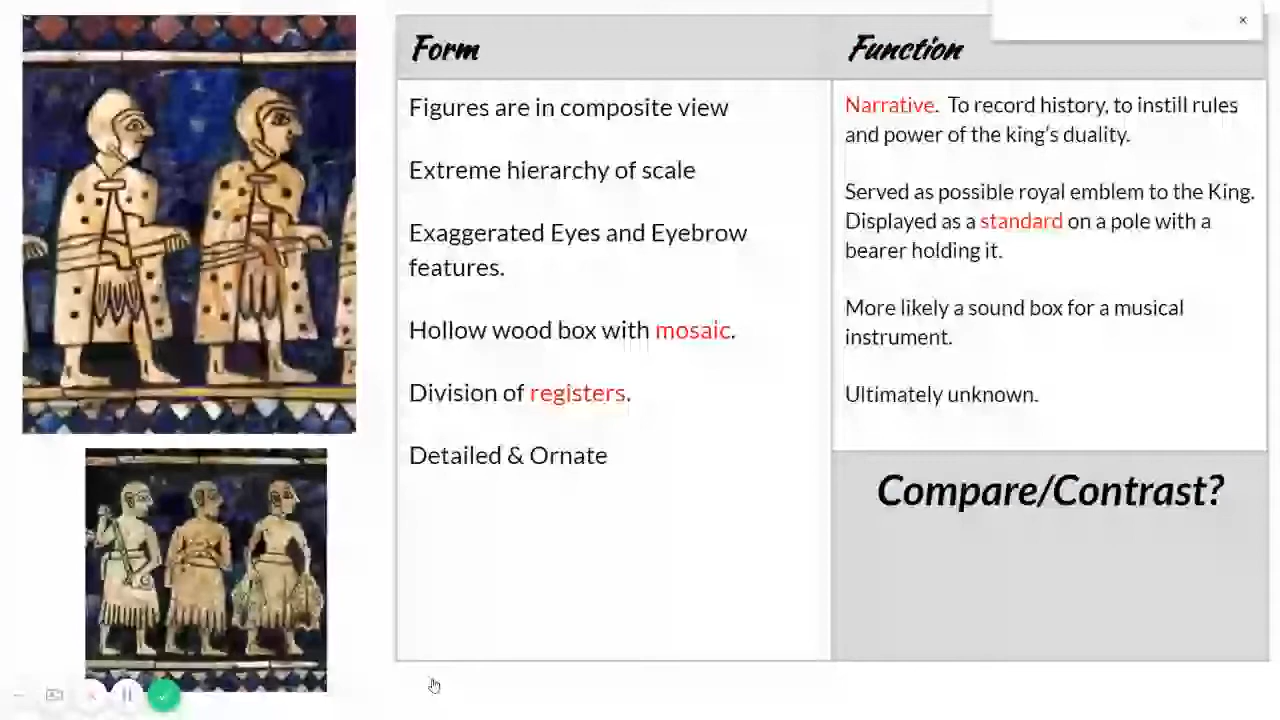 Form
Function
Figures are in composite view
Extreme hierarchy of scale
Exaggerated Eyes and Eyebrow
features.
Hollow wood box with mosaic.
Division of registers.
Detailed & Ornate
Narrative. To record history, to instill rules
and power of the king's duality.
Served as possible royal emblem to the King.
Displayed as a standard on a pole with a
bearer holding it.
More likely a sound box for a musical
instrument.
Ultimately unknown.
Compare/Contrast?